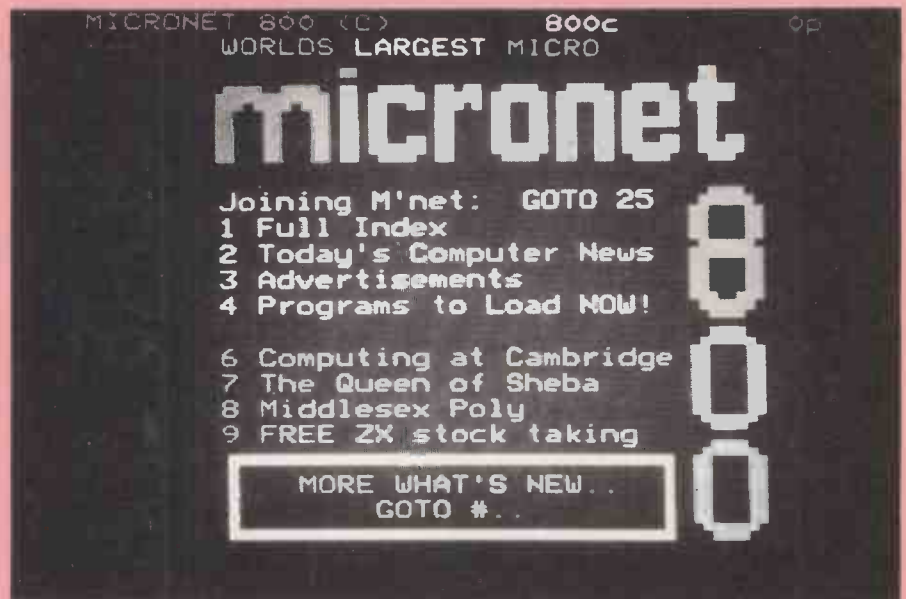 MICRONET 800 (C) 800c 0p
WORLDS LARGEST MICRO
micronet
800
Joining M'net: GOTO 25
1 Full Index
2 Today's Computer News
3 Advertisements
4 Programs to Load NOW!
6 Computing at Cambridge
7 The Queen of Sheba
8 Middlesex Poly
9 FREE ZX stock taking
MORE WHAT'S NEW..
GOTO #..